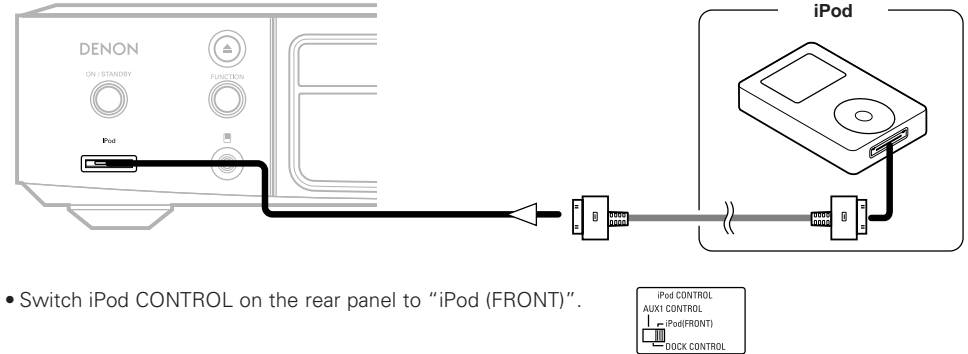 iPod
DENON
ON / STANDBY
FUNCTION
iPod
• Switch iPod CONTROL on the rear panel to “iPod (FRONT)”.
iPod CONTROL
AUX1 CONTROL
iPod(FRONT)
DOCK CONTROL